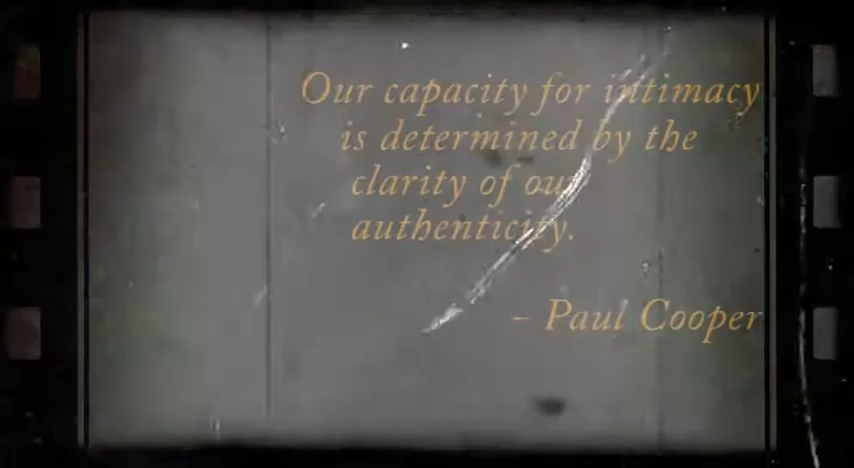 Our capacity for intimacy
is determined by the
clarity of our
authenticity.
– Paul Cooper